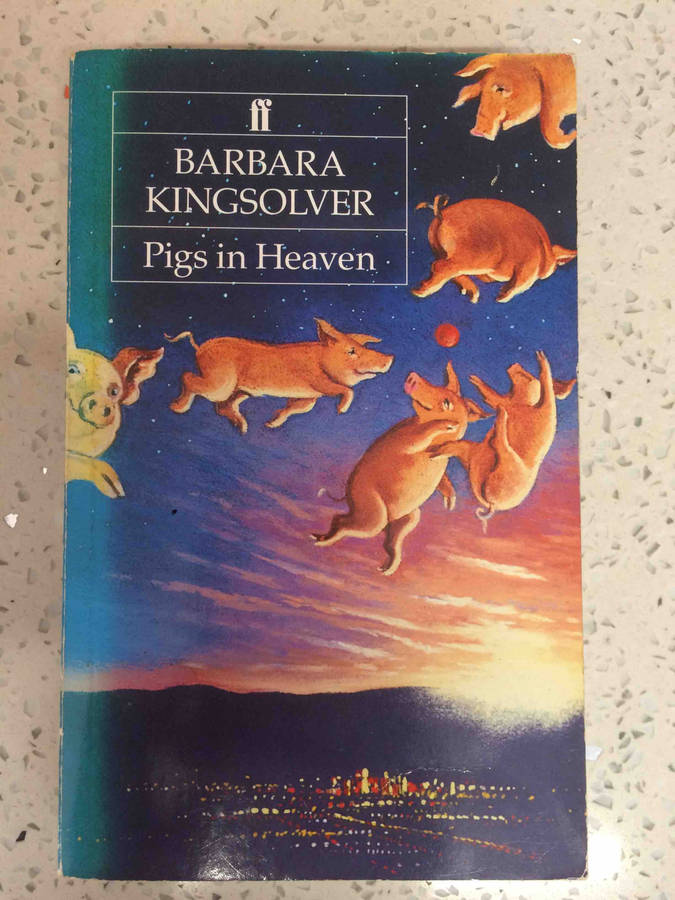 ff
BARBARA
KINGSOLVER
Pigs in Heaven